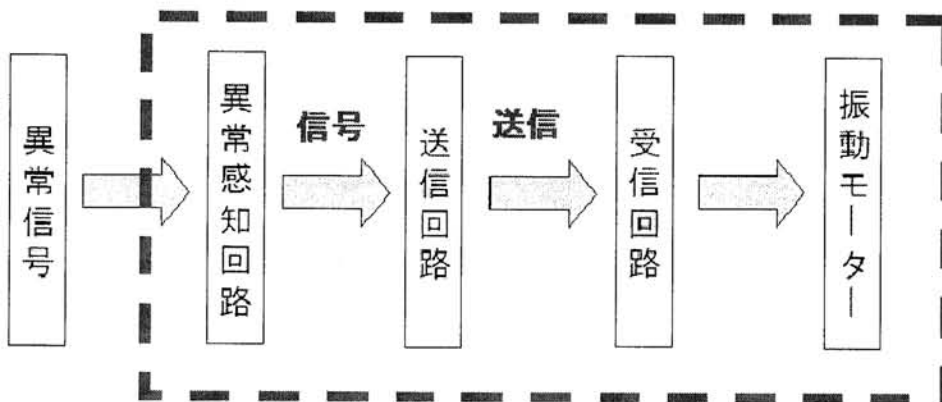 異常信号
異常感知回路
信号
送信回路
送信
受信回路
振動モーター